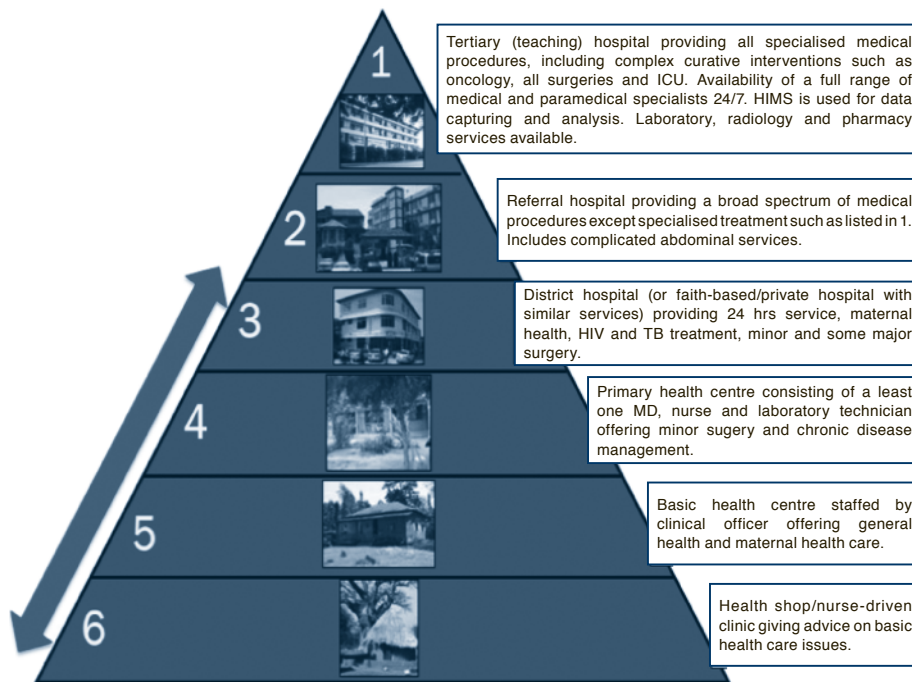 1
Tertiary (teaching) hospital providing all specialised medical
procedures, including complex curative interventions such as
oncology, all surgeries and ICU. Availability of a full range of
medical and paramedical specialists 24/7. HIMS is used for data
capturing and analysis. Laboratory, radiology and pharmacy
services available.
2
Referral hospital providing a broad spectrum of medical
procedures except specialised treatment such as listed in 1.
Includes complicated abdominal services.
3
District hospital (or faith-based/private hospital with
similar services) providing 24 hrs service, maternal
health, HIV and TB treatment, minor and some major
surgery.
4
Primary health centre consisting of a least
one MD, nurse and laboratory technician
offering minor sugery and chronic disease
management.
5
Basic health centre staffed by
clinical officer offering general
health and maternal health care.
6
Health shop/nurse-driven
clinic giving advice on basic
health care issues.